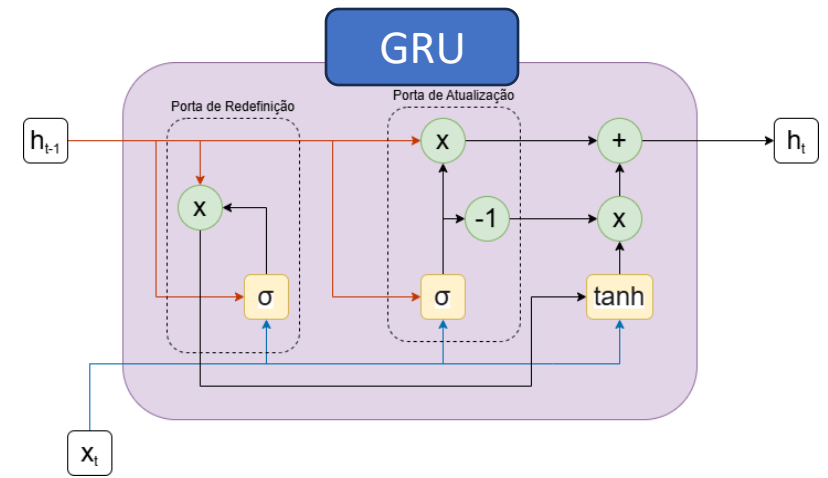 GRU
Porta de Redefinição
Porta de Atualização
ht-1
x
+
ht
x
-1
x
σ
σ
tanh
xt